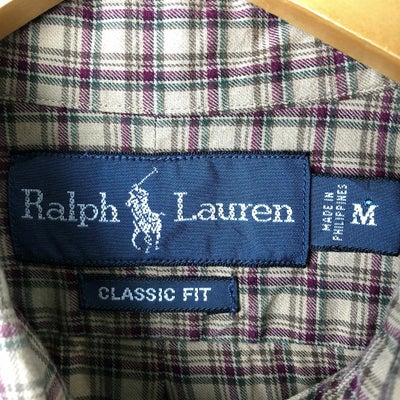 Ralph Lauren
MADE IN
PHILIPPINES
M
CLASSIC FIT